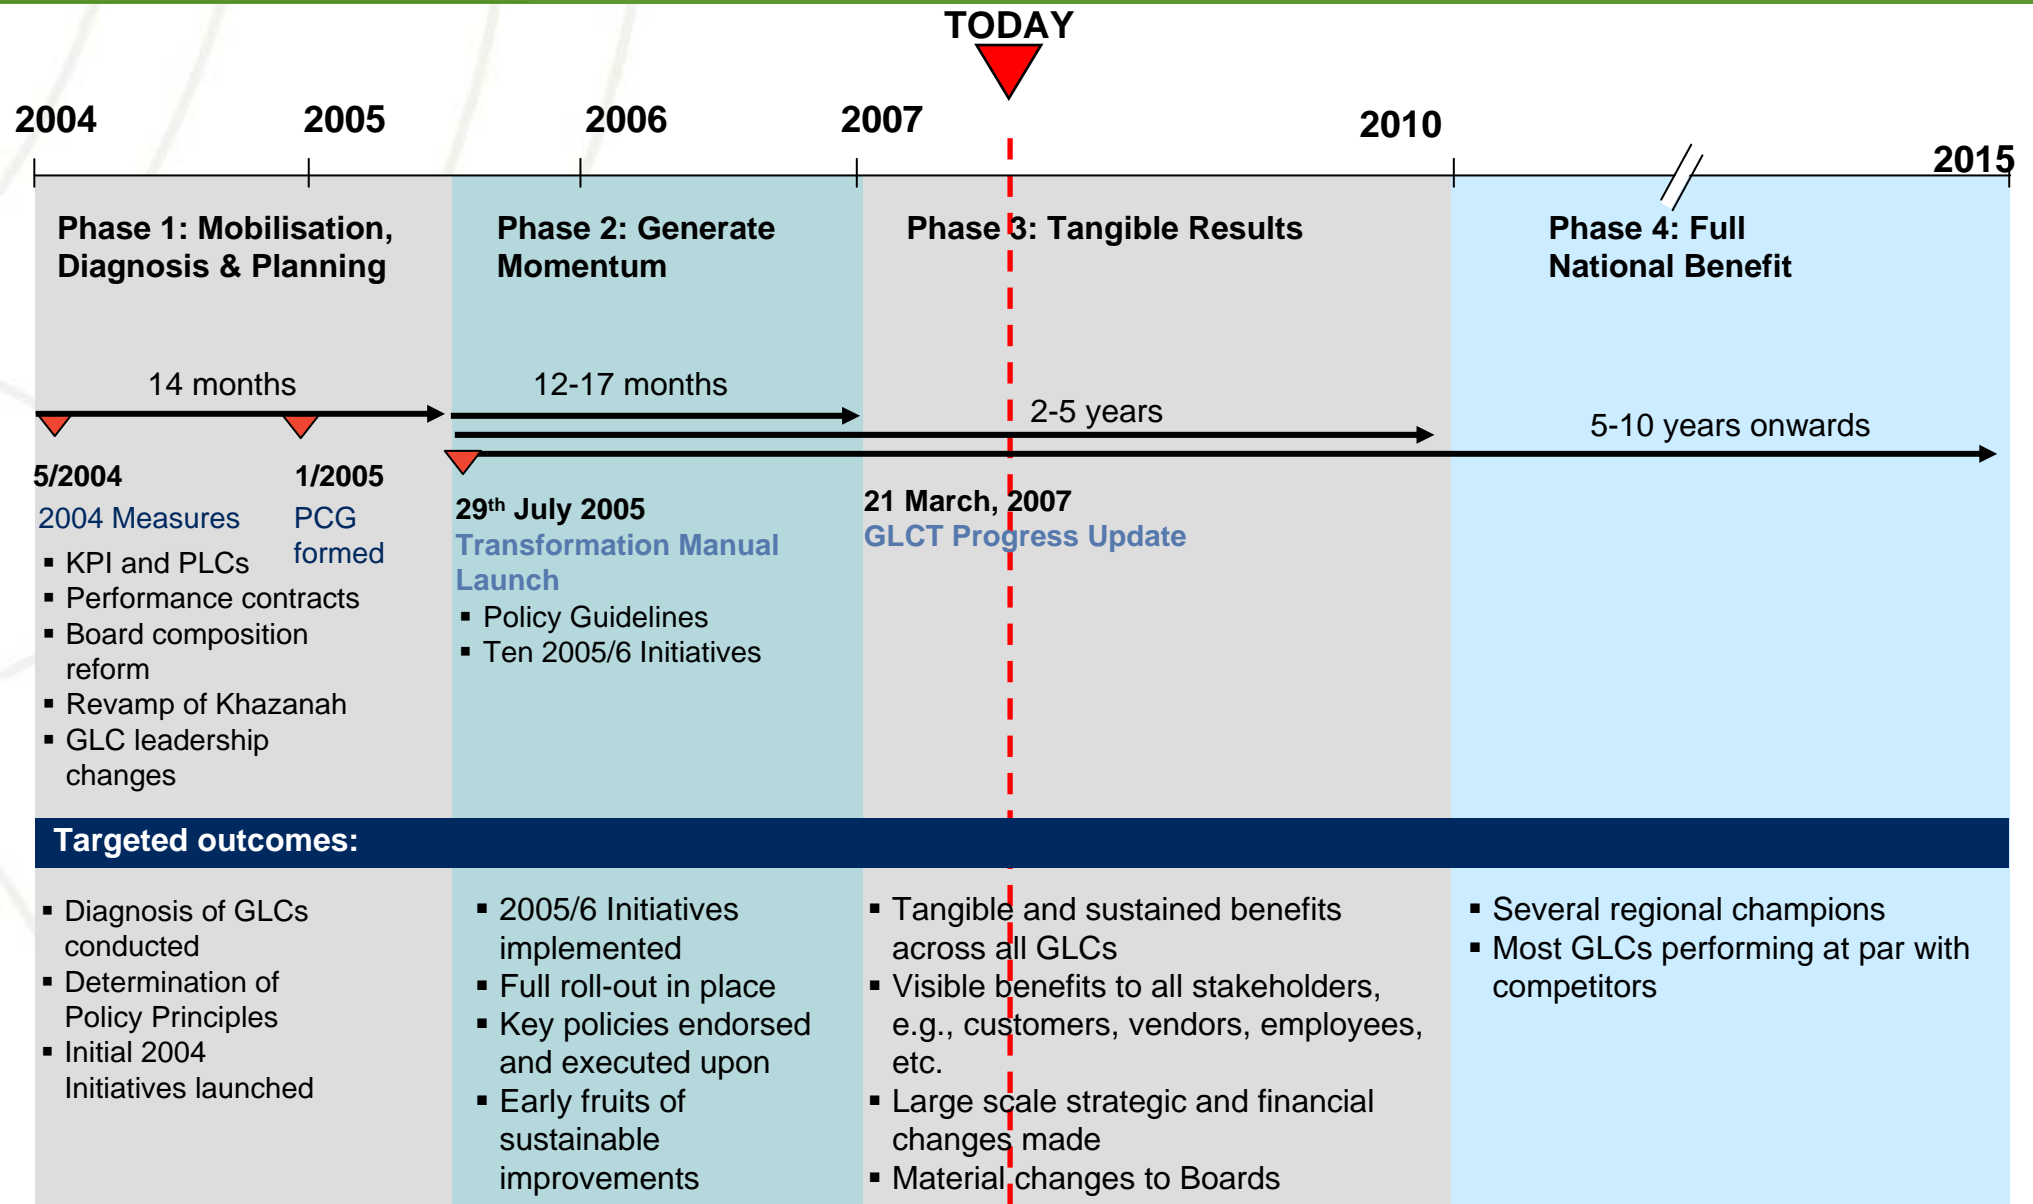 TODAY
2004
2005
2006
2007
2010
2015
Phase 1: Mobilisation,
Diagnosis & Planning
Phase 2: Generate
Momentum
Phase 3: Tangible Results
Phase 4: Full
National Benefit
14 months
12-17 months
2-5 years
5-10 years onwards
5/2004
2004 Measures
▪ KPI and PLCs
▪ Performance contracts
▪ Board composition
reform
▪ Revamp of Khazanah
▪ GLC leadership
changes
1/2005
PCG
formed
29th July 2005
Transformation Manual
Launch
▪ Policy Guidelines
▪ Ten 2005/6 Initiatives
21 March, 2007
GLCT Progress Update
Targeted outcomes:
▪ Diagnosis of GLCs
conducted
▪ Determination of
Policy Principles
▪ Initial 2004
Initiatives launched
▪ 2005/6 Initiatives
implemented
▪ Full roll-out in place
▪ Key policies endorsed
and executed upon
▪ Early fruits of
sustainable
improvements
▪ Tangible and sustained benefits
across all GLCs
▪ Visible benefits to all stakeholders,
e.g., customers, vendors, employees,
etc.
▪ Large scale strategic and financial
changes made
▪ Material changes to Boards
▪ Several regional champions
▪ Most GLCs performing at par with
competitors